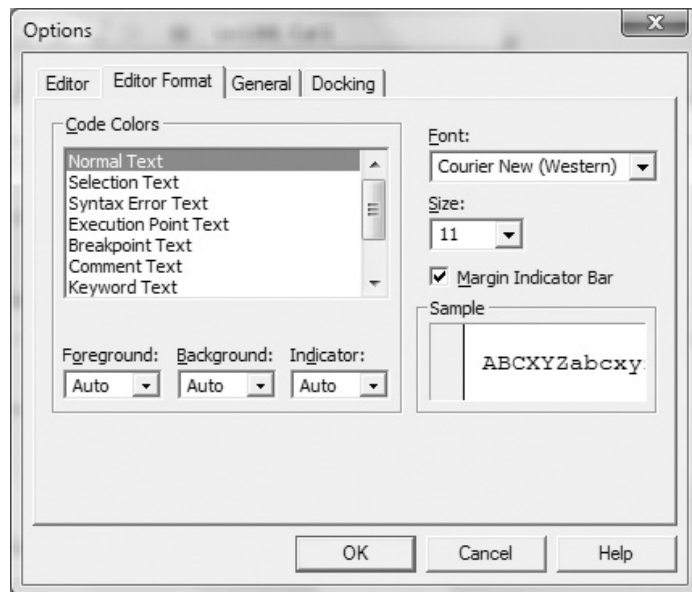 Options
Editor
Editor Format
General
Docking
Code Colors
Normal Text
Selection Text
Syntax Error Text
Execution Point Text
Breakpoint Text
Comment Text
Keyword Text
Foreground:
Background:
Indicator:
Auto
Auto
Auto
Font:
Courier New (Western)
Size:
11
Margin Indicator Bar
Sample
ABCXYZabcxy
OK
Cancel
Help